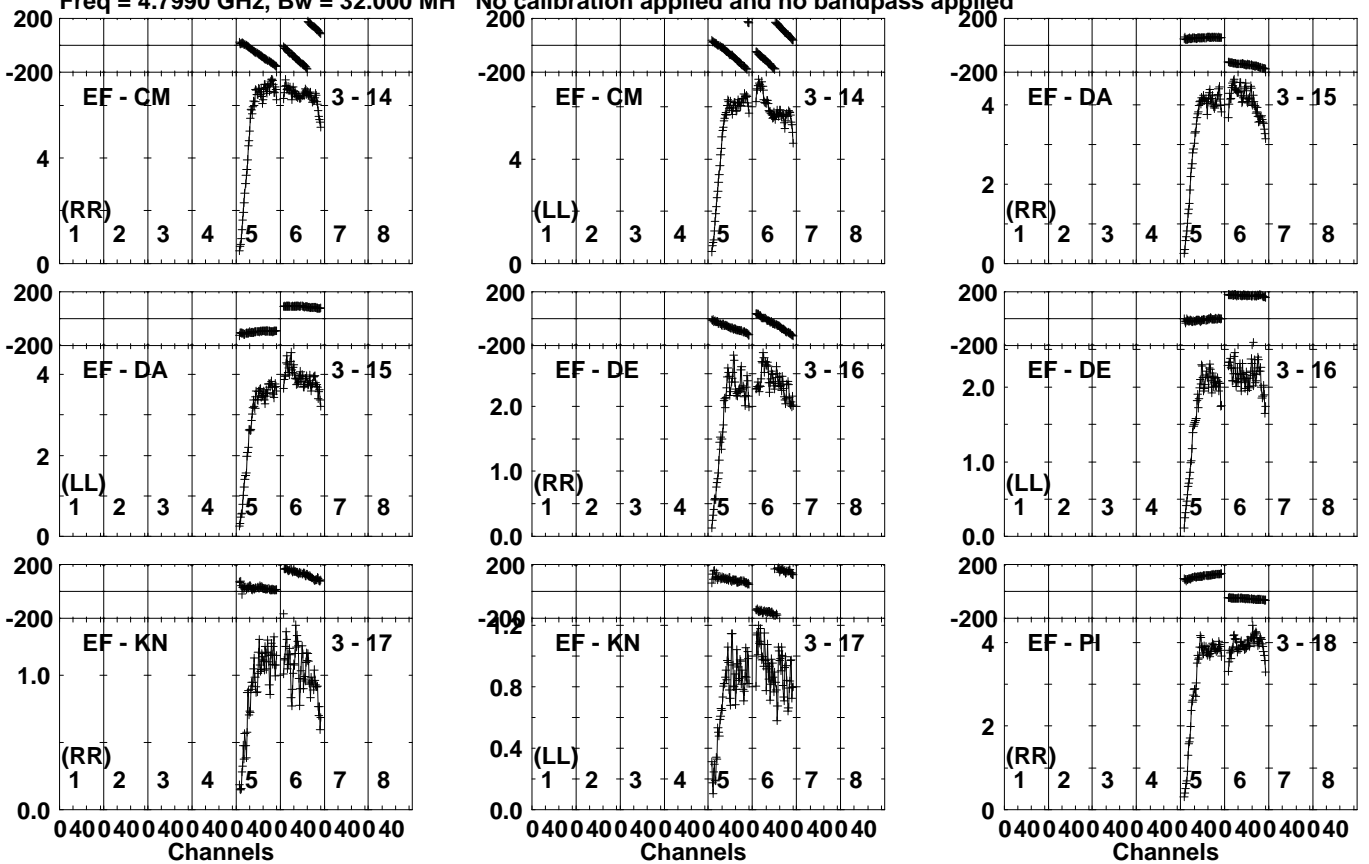 Freq = 4.7990 GHz, Bw = 32.000 MH No calibration applied and no bandpass applied
200
-200
EF - CM 3 - 14
4
(RR)
1 2 3 4 5 6 7 8
0
200
-200
EF - CM 3 - 14
4
(LL)
1 2 3 4 5 6 7 8
0
200
-200
EF - DA 3 - 15
4
2
(RR)
1 2 3 4 5 6 7 8
0
200
-200
EF - DA 3 - 15
4
2
(LL)
1 2 3 4 5 6 7 8
0
200
-200
EF - DE 3 - 16
2.0
1.0
(RR)
1 2 3 4 5 6 7 8
0.0
200
-200
EF - DE 3 - 16
2.0
1.0
(LL)
1 2 3 4 5 6 7 8
0.0
200
-200
EF - KN 3 - 17
1.0
(RR)
1 2 3 4 5 6 7 8
0.0
0 40 0 40 0 40 0 40 0 40 0 40 0 40 0 40
Channels
200
-200
1.2
EF - KN 3 - 17
0.8
0.4
(LL)
1 2 3 4 5 6 7 8
0.0
0 40 0 40 0 40 0 40 0 40 0 40 0 40 0 40
Channels
200
-200
EF - PI 3 - 18
4
2
(RR)
1 2 3 4 5 6 7 8
0
0 40 0 40 0 40 0 40 0 40 0 40 0 40 0 40
Channels